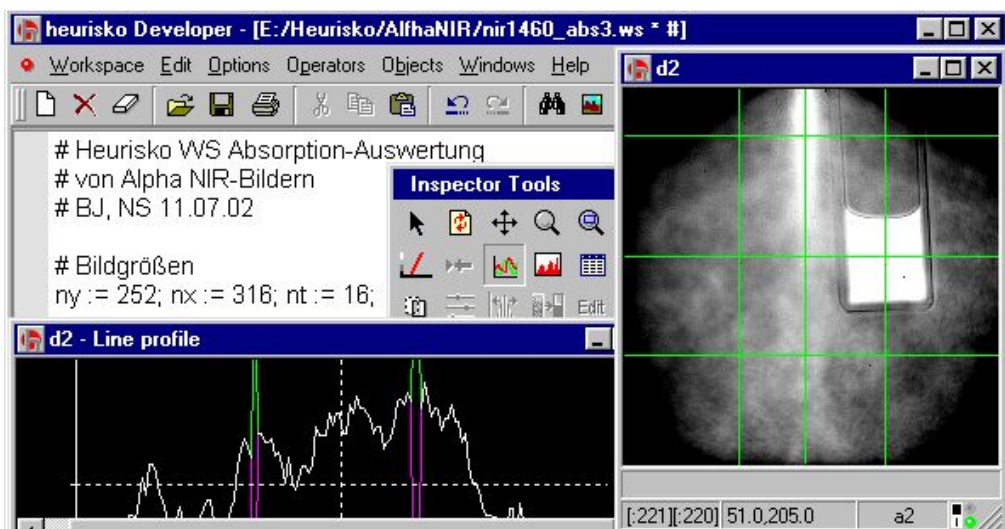 heurisko Developer - [E:/Heurisko/AlfhaNIR/nir1460_abs3.ws * #]
Workspace Edit Options Operators Objects Windows Help
# Heurisko WS Absorption-Auswertung
# von Alpha NIR-Bildern
# BJ, NS 11.07.02
# Bildgrößen
ny := 252; nx := 316; nt := 16;
Inspector Tools
Edit
d2 - Line profile
d2
[:221][:220] 51.0,205.0 a2